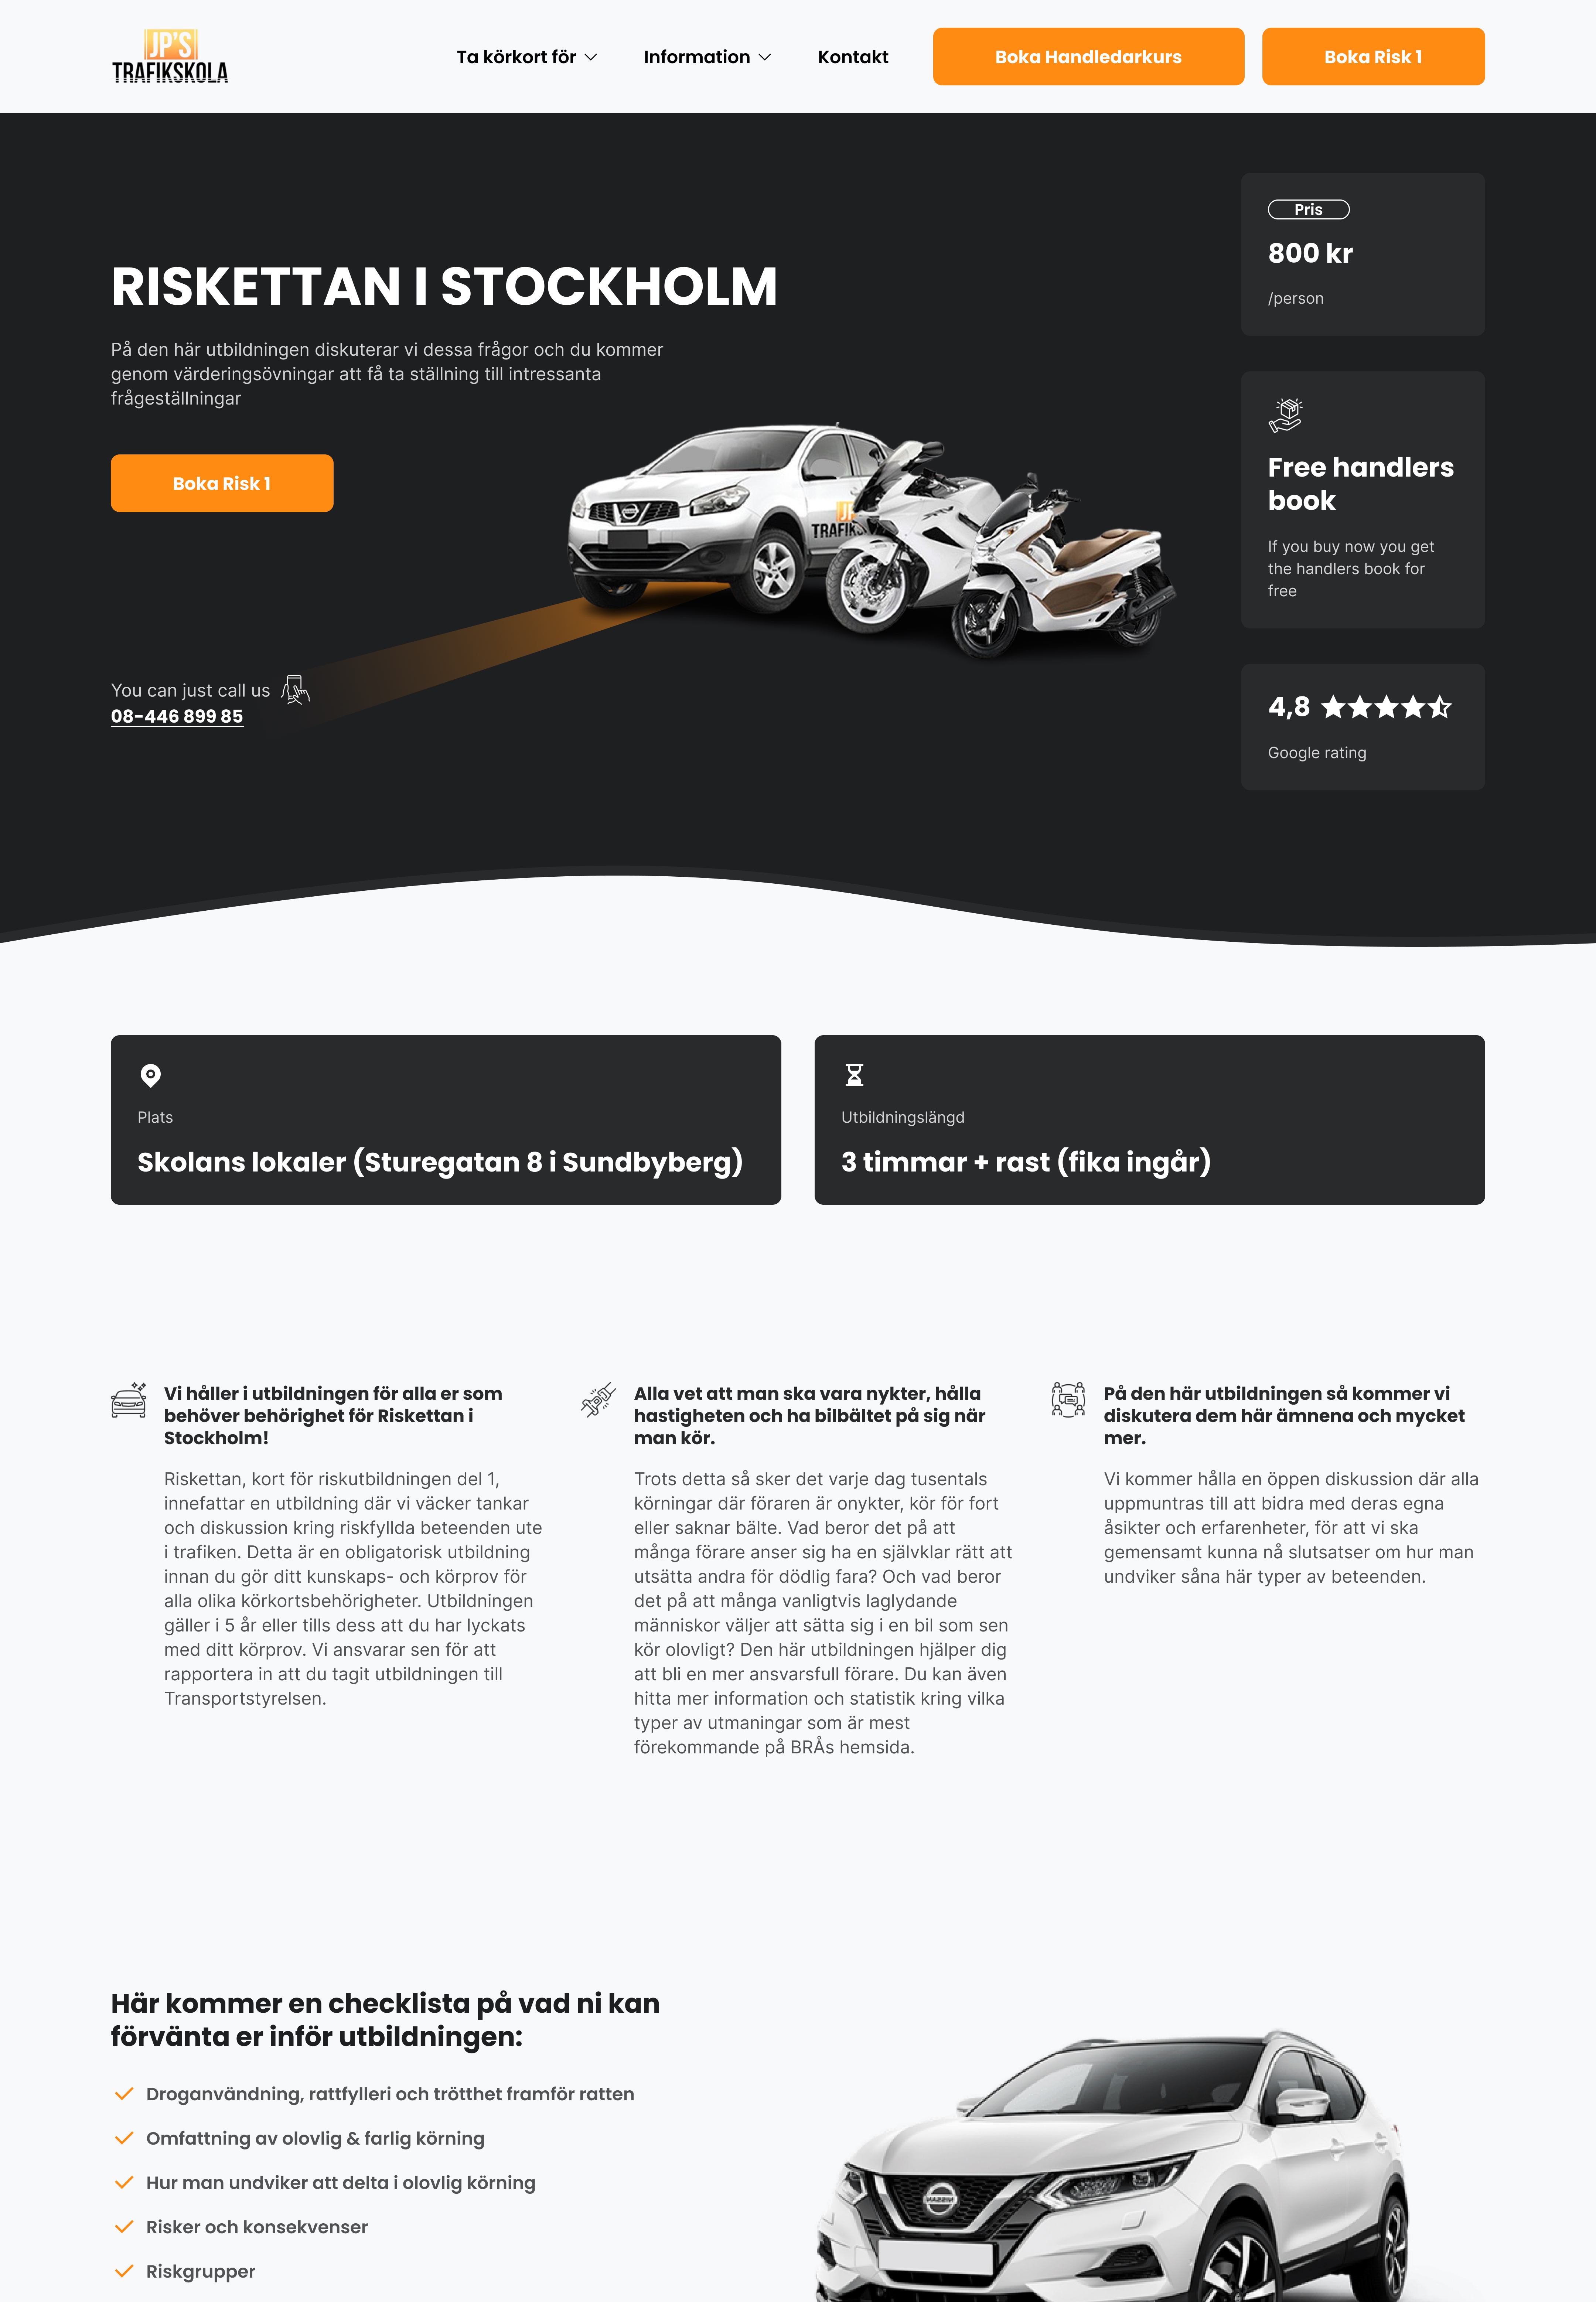 JP'S
TRAFIKSKOLA
Ta körkort för
Information
Kontakt
Boka Handledarkurs
Boka Risk 1
RISKETTAN I STOCKHOLM
På den här utbildningen diskuterar vi dessa frågor och du kommer
genom värderingsövningar att få ta ställning till intressanta
frågeställningar
Boka Risk 1
You can just call us
08-446 899 85
JP
TRAFIKS
Pris
800 kr
/person
Free handlers
book
If you buy now you get
the handlers book for
free
4,8
Google rating
Plats
Skolans lokaler (Sturegatan 8 i Sundbyberg)
Utbildningslängd
3 timmar + rast (fika ingår)
Vi håller i utbildningen för alla er som
behöver behörighet för Riskettan i
Stockholm!
Riskettan, kort för riskutbildningen del 1,
innefattar en utbildning där vi väcker tankar
och diskussion kring riskfyllda beteenden ute
i trafiken. Detta är en obligatorisk utbildning
innan du gör ditt kunskaps- och körprov för
alla olika körkortsbehörigheter. Utbildningen
gäller i 5 år eller tills dess att du har lyckats
med ditt körprov. Vi ansvarar sen för att
rapportera in att du tagit utbildningen till
Transportstyrelsen.
Alla vet att man ska vara nykter, hålla
hastigheten och ha bilbältet på sig när
man kör.
Trots detta så sker det varje dag tusentals
körningar där föraren är onykter, kör för fort
eller saknar bälte. Vad beror det på att
många förare anser sig ha en självklar rätt att
utsätta andra för dödlig fara? Och vad beror
det på att många vanligtvis laglydande
människor väljer att sätta sig i en bil som sen
kör olovligt? Den här utbildningen hjälper dig
att bli en mer ansvarsfull förare. Du kan även
hitta mer information och statistik kring vilka
typer av utmaningar som är mest
förekommande på BRÅs hemsida.
På den här utbildningen så kommer vi
diskutera dem här ämnena och mycket
mer.
Vi kommer hålla en öppen diskussion där alla
uppmuntras till att bidra med deras egna
åsikter och erfarenheter, för att vi ska
gemensamt kunna nå slutsatser om hur man
undviker såna här typer av beteenden.
Här kommer en checklista på vad ni kan
förvänta er inför utbildningen:
Droganvändning, rattfylleri och trötthet framför ratten
Omfattning av olovlig & farlig körning
Hur man undviker att delta i olovlig körning
Risker och konsekvenser
Riskgrupper
NISSAN